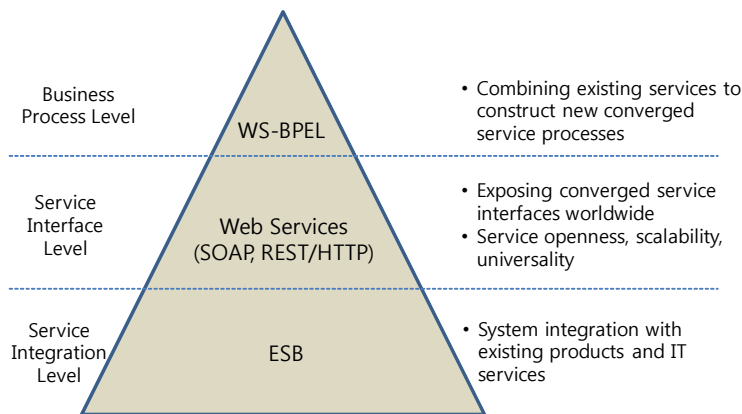 Business
Process Level
WS-BPEL
• Combining existing services to
construct new converged
service processes
Service
Interface
Level
Web Services
(SOAP, REST/HTTP)
• Exposing converged service
interfaces worldwide
• Service openness, scalability,
universality
Service
Integration
Level
ESB
• System integration with
existing products and IT
services